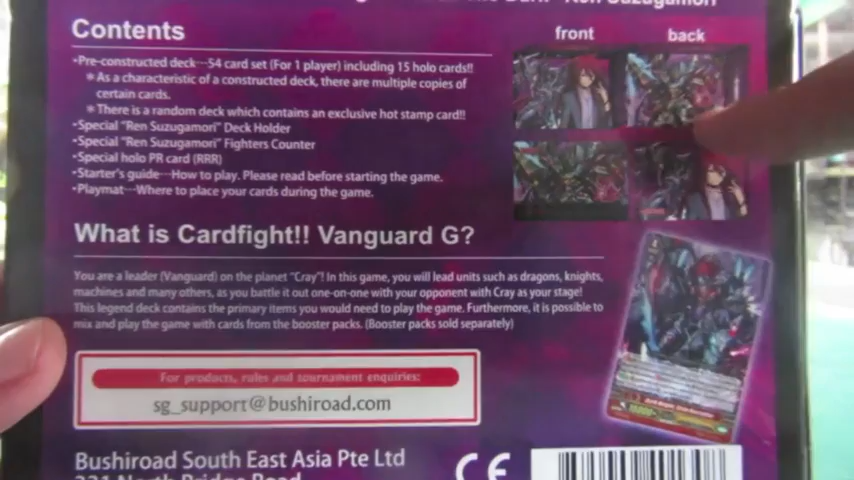 Ren Suzugamori"
Contents
front
back
•Pre-constructed deck…54 card set (For 1 player) including 15 holo cards!!
※As a characteristic of a constructed deck, there are multiple copies of
certain cards.
※There is a random deck which contains an exclusive hot stamp card!!
•Special "Ren Suzugamori" Deck Holder
•Special "Ren Suzugamori" Fighters Counter
•Special holo PR card (RRR)
•Starter's guide…How to play. Please read before starting the game.
•Playmat…Where to place your cards during the game.
What is Cardfight!! Vanguard G?
You are a leader (Vanguard) on the planet "Cray"! In this game, you will lead units such as dragons, knights,
machines and many others, as you battle it out one-on-one with your opponent with Cray as your stage!
This legend deck contains the primary items you would need to play the game. Furthermore, it is possible to
mix and play the game with cards from the booster packs. (Booster packs sold separately)
For products, rules and tournament enquiries:
sg_support@bushiroad.com
Bushiroad South East Asia Pte Ltd
CE
321 North Bridge Road